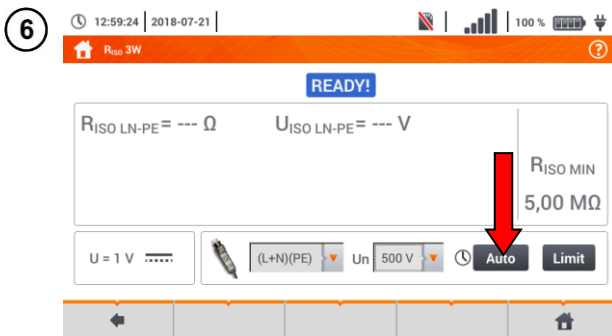 6
12:59:24 2018-07-21 100 %
RISO 3W ?
READY!
RISO LN-PE= --- Ω UISO LN-PE= --- V
RISO MIN
5,00 MΩ
U = 1 V (L+N)(PE) Un 500 V Auto Limit